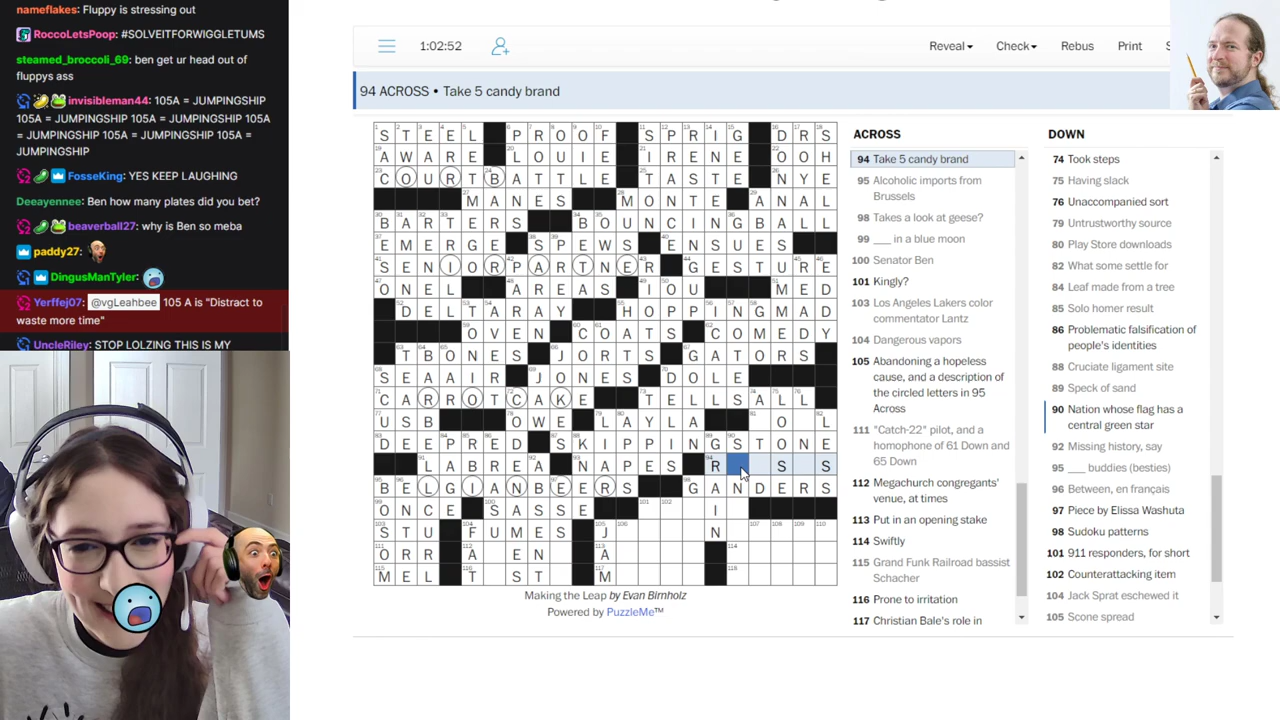 nameflakes: Fluppy is stressing out
RoccoLetsPoop: #SOLVEITFORWIGGLETUMS
steamed_broccoli_69: ben get ur head out of
fluppys ass
invisibleman44: 105A = JUMPINGSHIP
105A = JUMPINGSHIP 105A =
JUMPINGSHIP 105A = JUMPINGSHIP 105A
= JUMPINGSHIP 105A = JUMPINGSHIP 105A =
JUMPINGSHIP
FosseKing: YES KEEP LAUGHING
Deeayennee: Ben how many plates did you bet?
beaverball27: why is Ben so meba
paddy27:
DingusManTyler:
Yerffej07: @vgLeahbee 105 A is "Distract to
waste more time"
UncleRiley: STOP LOLZING THIS IS MY
1:02:52
Reveal
Check
Rebus
Print
94 ACROSS • Take 5 candy brand
S T E E L P R O O F S P R I G D R S
A W A R E L O U I E I R E N E O O H
C O U R T B A T T L E T A S T E N Y E
M A N E S M O N T E A N A L
B A R T E R S B O U N C I N G B A L L
E M E R G E S P E W S E N S U E S
S E N I O R P A R T N E R G E S T U R E
O N E L A R E A S I O U M E D
D E L T A R A Y H O P P I N G M A D
O V E N C O A T S C O M E D Y
T B O N E S J O R T S G A T O R S
S E A A I R J O N E S D O L E
C A R R O T C A K E T E L L S A L L
U S B O W E L A Y L A O L
D E E P R E D S K I P P I N G S T O N E
L A B R E A N A P E S R S S
B E L G I A N B E E R S G A N D E R S
O N C E S A S S E I
S T U F U M E S J N
O R R A E N A
M E L T S T M
Making the Leap by Evan Birnholz
Powered by PuzzleMe™
ACROSS
94 Take 5 candy brand
95 Alcoholic imports from
Brussels
98 Takes a look at geese?
99 ___ in a blue moon
100 Senator Ben
101 Kingly?
103 Los Angeles Lakers color
commentator Lantz
104 Dangerous vapors
105 Abandoning a hopeless
cause, and a description of
the circled letters in 95
Across
111 "Catch-22" pilot, and a
homophone of 61 Down and
65 Down
112 Megachurch congregants'
venue, at times
113 Put in an opening stake
114 Swiftly
115 Grand Funk Railroad bassist
Schacher
116 Prone to irritation
117 Christian Bale's role in
DOWN
74 Took steps
75 Having slack
76 Unaccompanied sort
79 Untrustworthy source
80 Play Store downloads
82 What some settle for
84 Leaf made from a tree
85 Solo homer result
86 Problematic falsification of
people's identities
88 Cruciate ligament site
89 Speck of sand
90 Nation whose flag has a
central green star
92 Missing history, say
95 ___ buddies (besties)
96 Between, en français
97 Piece by Elissa Washuta
98 Sudoku patterns
101 911 responders, for short
102 Counterattacking item
104 Jack Sprat eschewed it
105 Scone spread